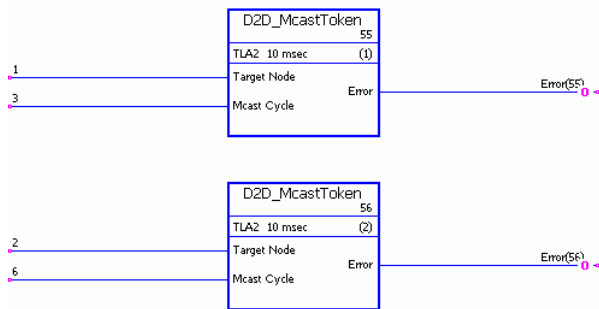 D2D_McastToken
55
TLA2 10 msec (1)
1
Target Node
Error
Error(55)
0
3
Mcast Cycle
D2D_McastToken
56
TLA2 10 msec (2)
2
Target Node
Error
Error(56)
0
6
Mcast Cycle